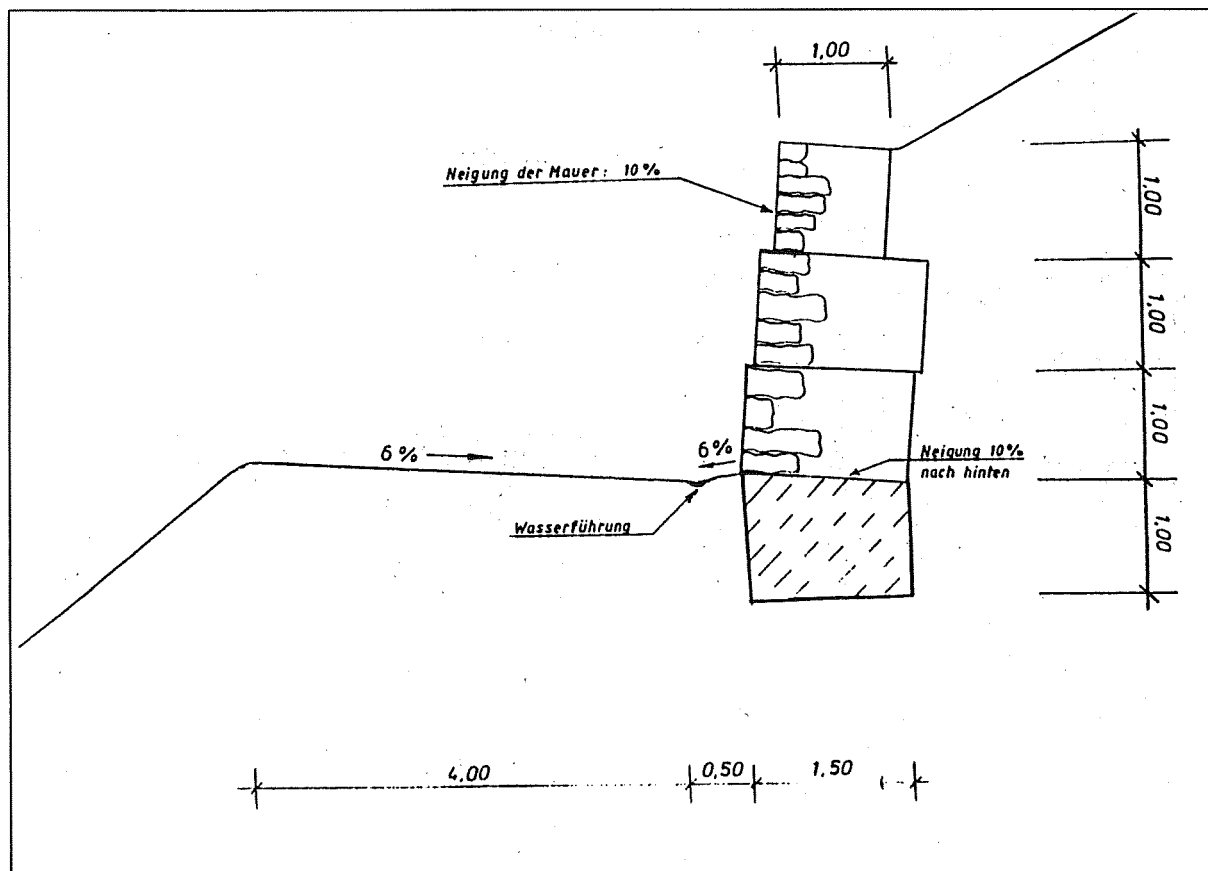 1,00
Neigung der Mauer: 10%
1,00
1,00
6%
6%
1,00
Neigung 10%
nach hinten
Wasserführung
1,00
4,00
0,50
1,50